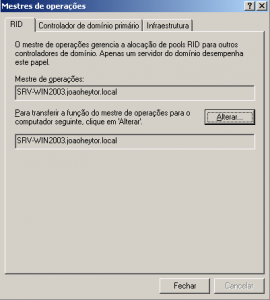 Mestres de operações
RID
Controlador de domínio primário
Infraestrutura
O mestre de operações gerencia a alocação de pools RID para outros
controladores de domínio. Apenas um servidor do domínio desempenha
este papel.
Mestre de operações:
SRV-WIN2003.joaoheytor.local
Para transferir a função do mestre de operações para o
computador seguinte, clique em 'Alterar'.
Alterar...
SRV-WIN2003.joaoheytor.local
Fechar
Cancelar